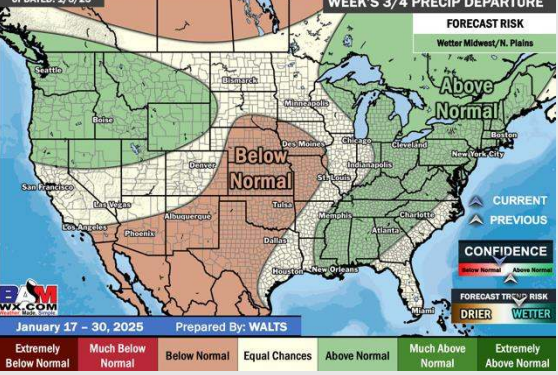 WEEK'S 3/4 PRECIP DEPARTURE
FORECAST RISK
Wetter Midwest/N. Plains
Above
Normal
Seattle
Bismarck
Minneapolis
Boise
Boston
Des Moines
Chicago
Cleveland
New York City
Below
Normal
Denver
Indianapolis
St. Louis
San Francisco
Las Vegas
Tulsa
Memphis
Charlotte
CURRENT
PREVIOUS
Los Angeles
Albuquerque
Phoenix
Dallas
Atlanta
CONFIDENCE
Below Normal
Above Normal
Houston
New Orleans
FORECAST TREND RISK
DRIER
WETTER
Miami
BAM
WX.COM
Weather Made Simple
January 17 – 30, 2025
Prepared By: WALTS
Extremely
Below Normal
Much Below
Normal
Below Normal
Equal Chances
Above Normal
Much Above
Normal
Extremely
Above Normal